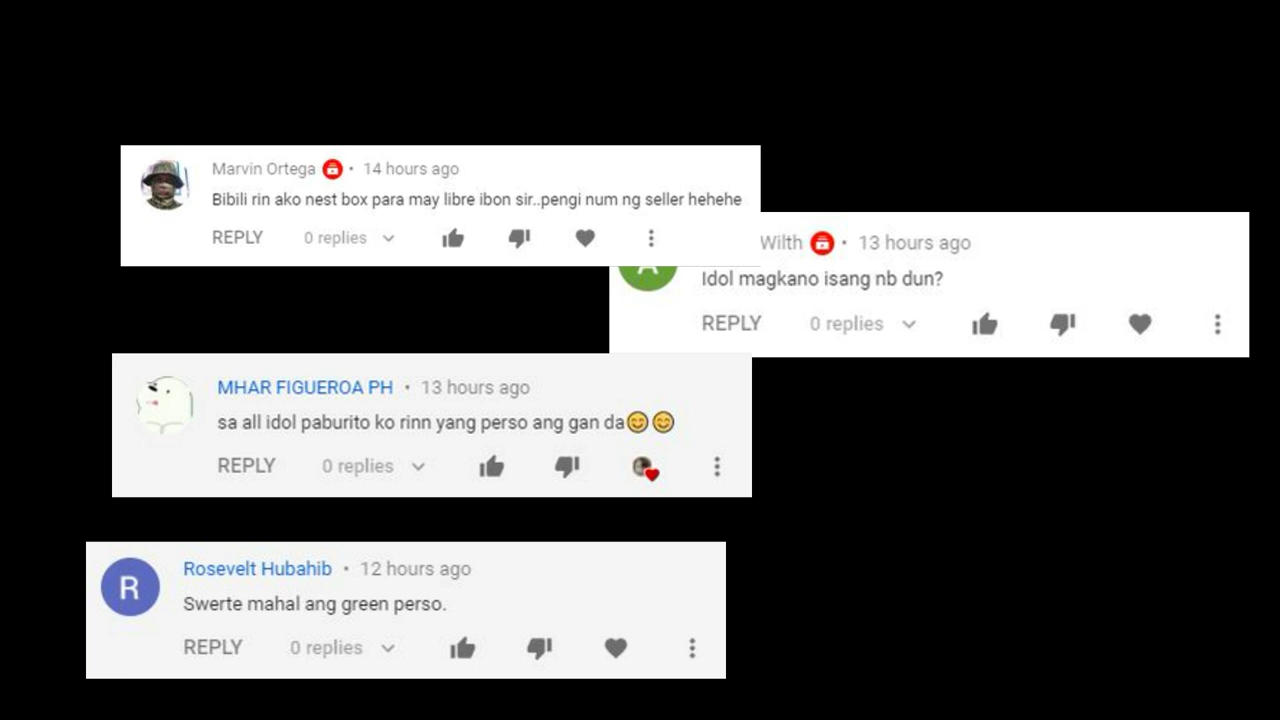 Marvin Ortega • 14 hours ago
Bibili rin ako nest box para may libre ibon sir..pengi num ng seller hehehe
REPLY 0 replies
Wilth • 13 hours ago
Idol magkano isang nb dun?
REPLY 0 replies
MHAR FIGUEROA PH • 13 hours ago
sa all idol paburito ko rinn yang perso ang gan da😊😊
REPLY 0 replies
R
Rosevelt Hubahib • 12 hours ago
Swerte mahal ang green perso.
REPLY 0 replies